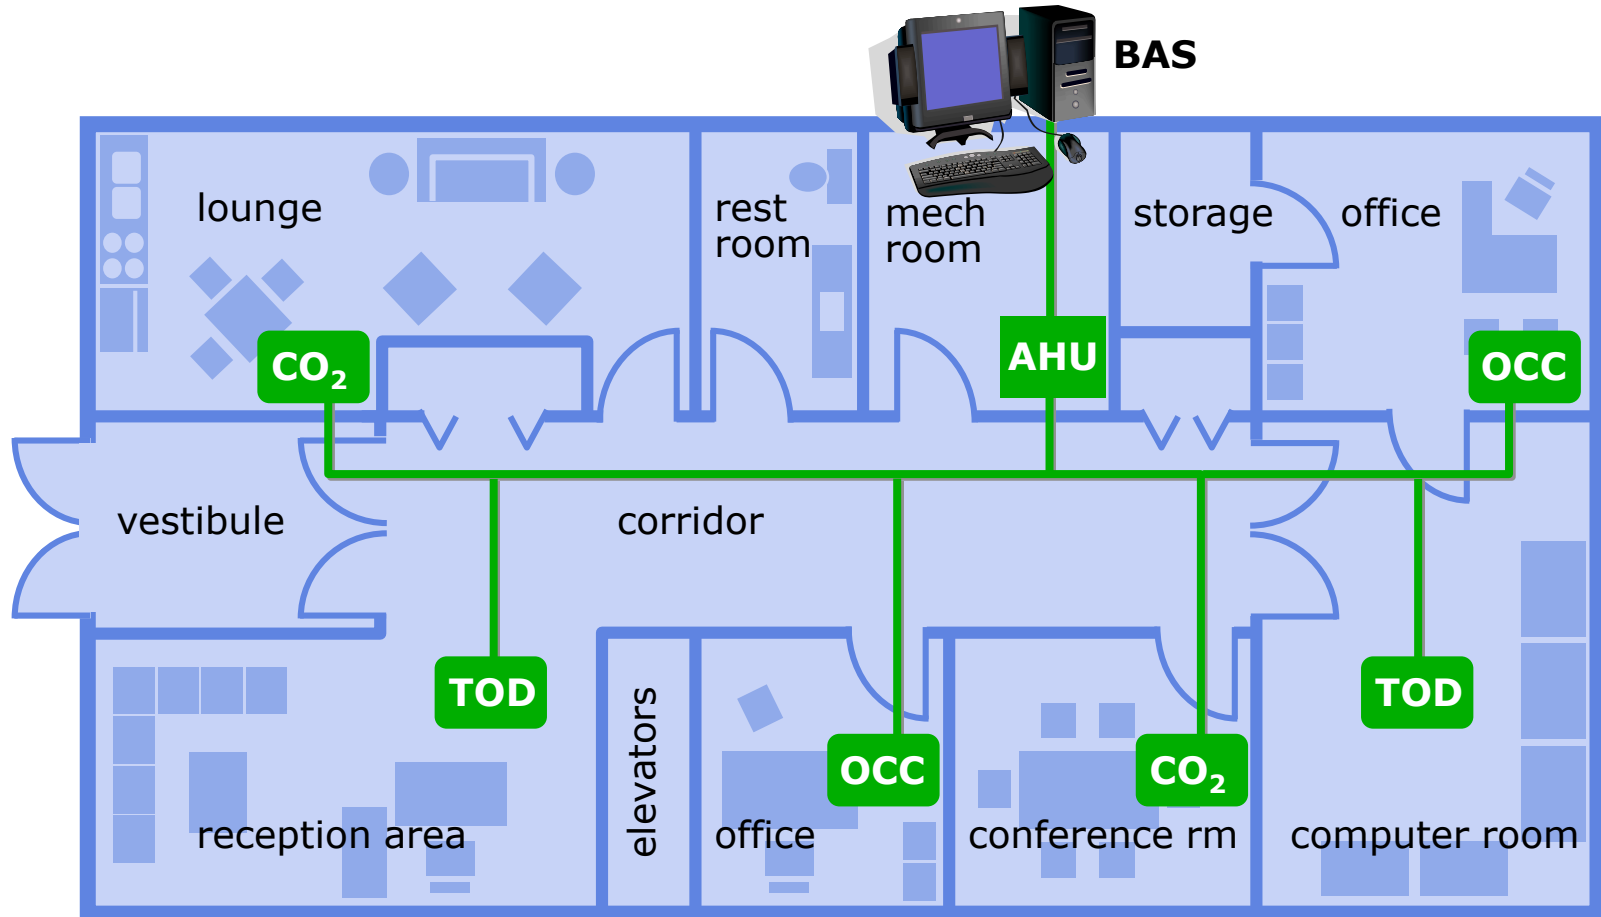 BAS
lounge
rest
room
mech
room
storage
office
CO₂
AHU
OCC
vestibule
corridor
TOD
TOD
elevators
OCC
CO₂
reception area
office
conference rm
computer room